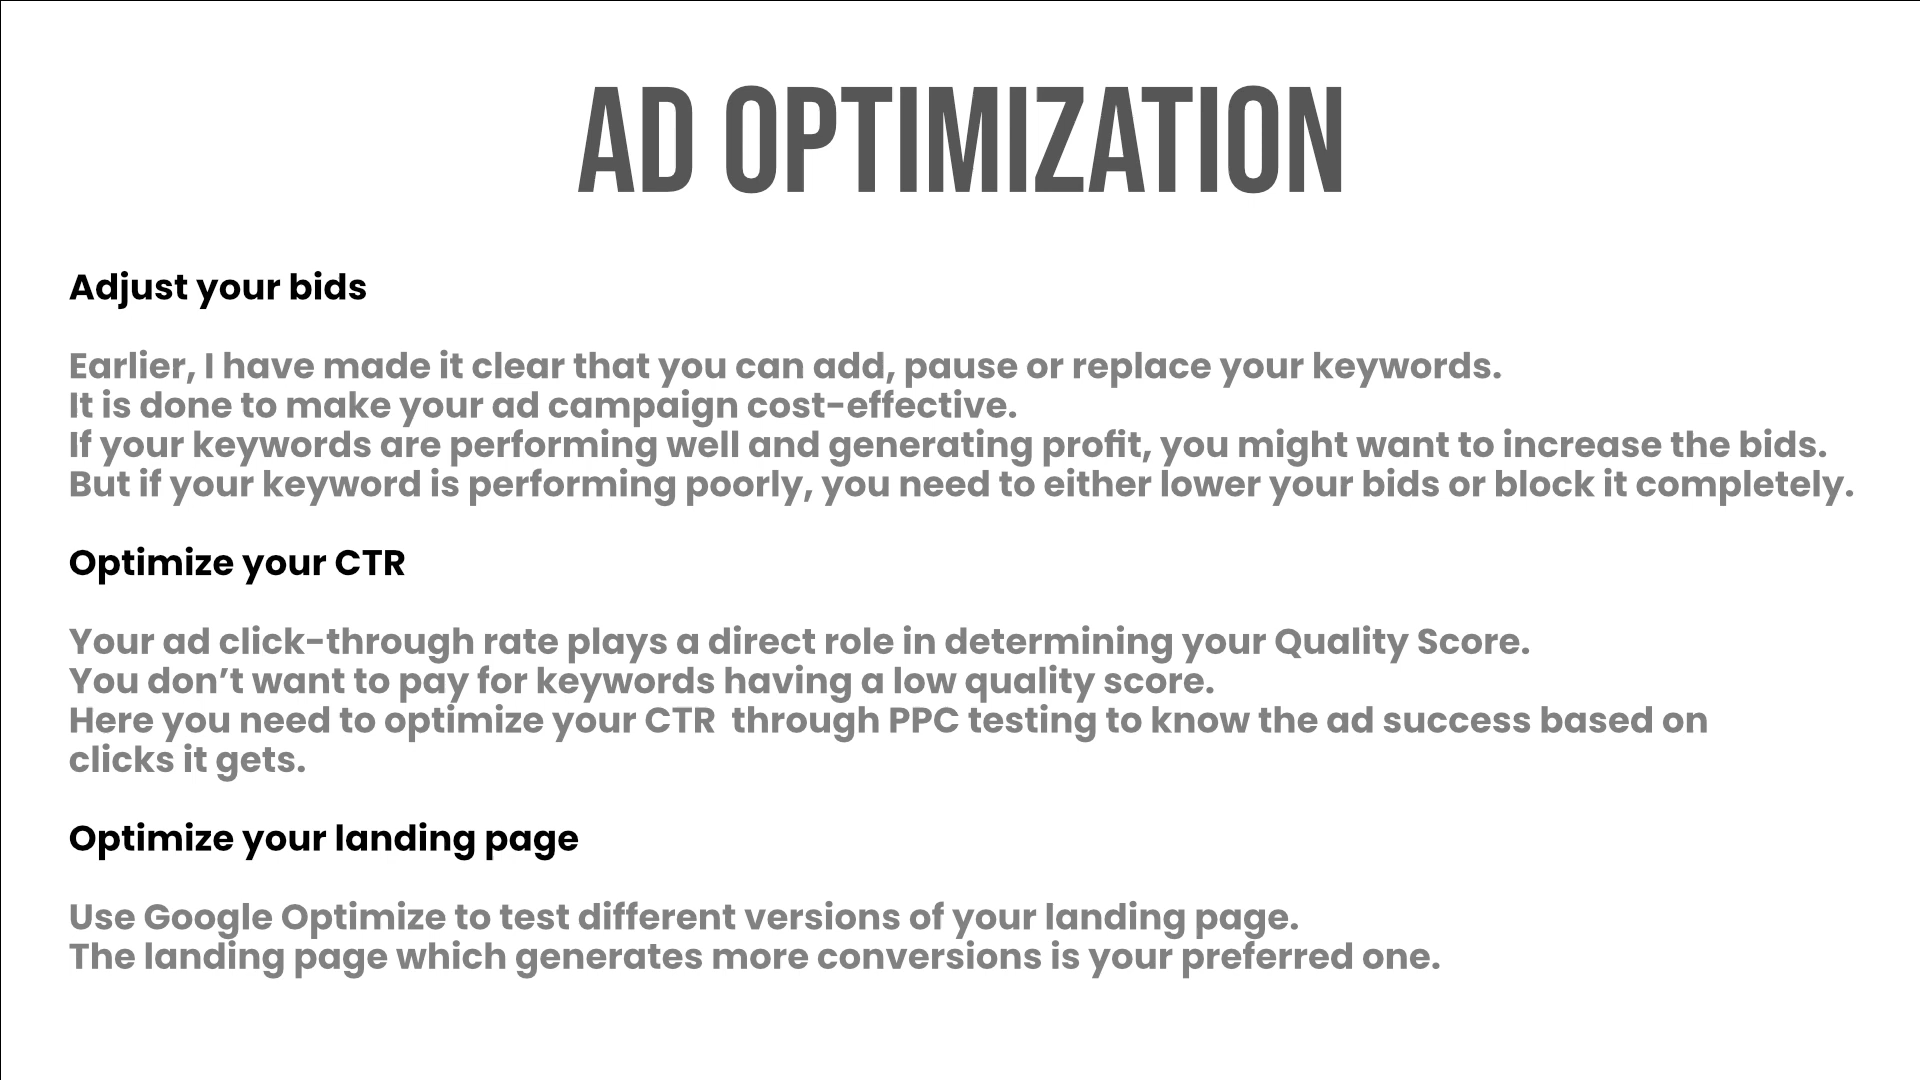 AD OPTIMIZATION
Adjust your bids
Earlier, I have made it clear that you can add, pause or replace your keywords.
It is done to make your ad campaign cost-effective.
If your keywords are performing well and generating profit, you might want to increase the bids.
But if your keyword is performing poorly, you need to either lower your bids or block it completely.
Optimize your CTR
Your ad click-through rate plays a direct role in determining your Quality Score.
You don’t want to pay for keywords having a low quality score.
Here you need to optimize your CTR  through PPC testing to know the ad success based on
clicks it gets.
Optimize your landing page
Use Google Optimize to test different versions of your landing page.
The landing page which generates more conversions is your preferred one.